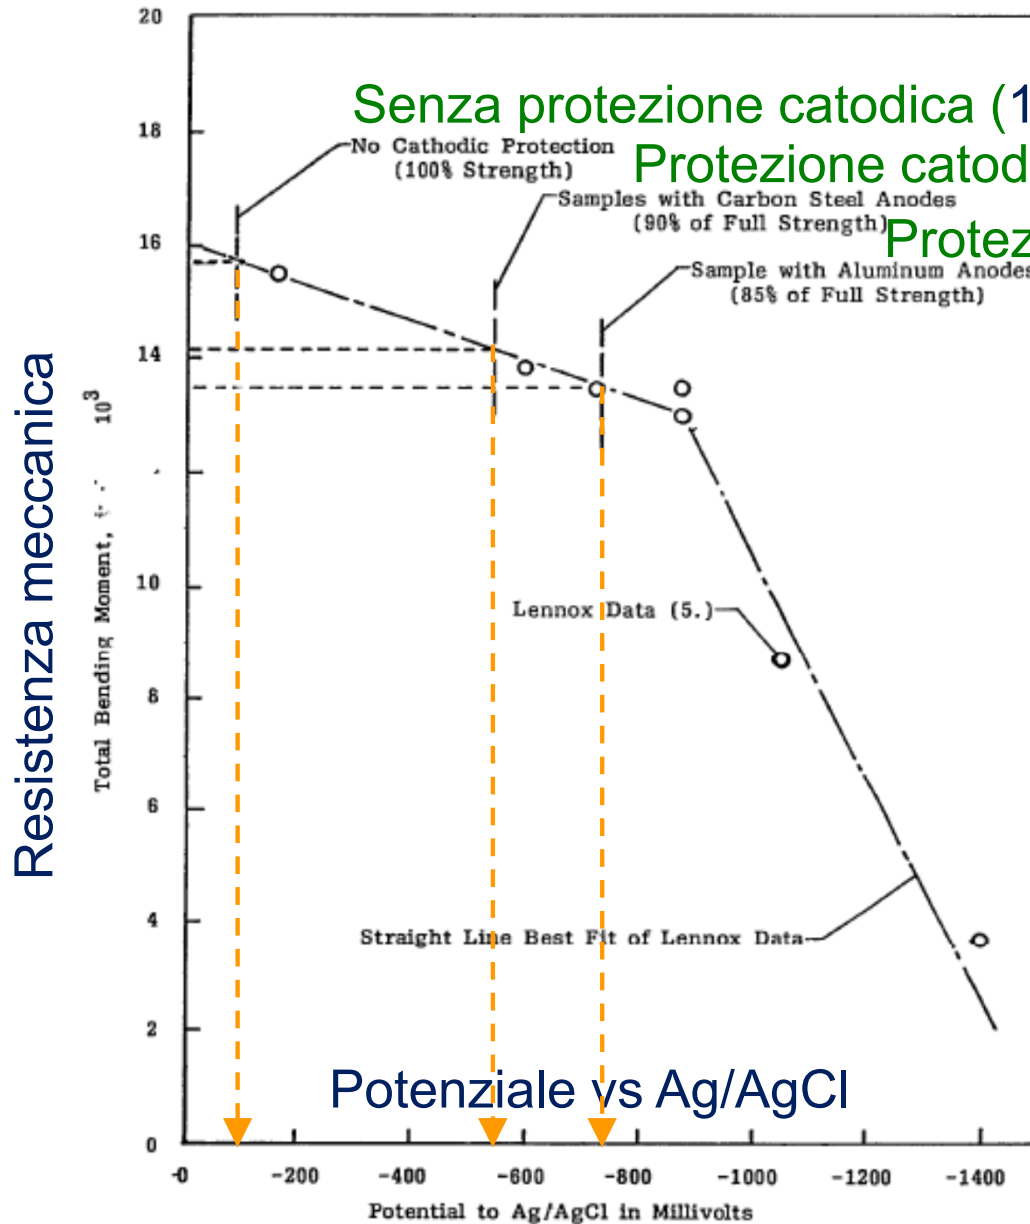 20
18
16
14
10
8
6
4
2
0
Senza protezione catodica (1
No Cathodic Protection
(100% Strength)
Protezione catod
Samples with Carbon Steel Anodes
(90% of Full Strength)
Protez
Sample with Aluminum Anodes
(85% of Full Strength)
Resistenza meccanica
Total Bending Moment, 10³
Lennox Data (5.)
Straight Line Best Fit of Lennox Data
Potenziale vs Ag/AgCl
-0 -200 -400 -600 -800 -1000 -1200 -1400
Potential to Ag/AgCl in Millivolts